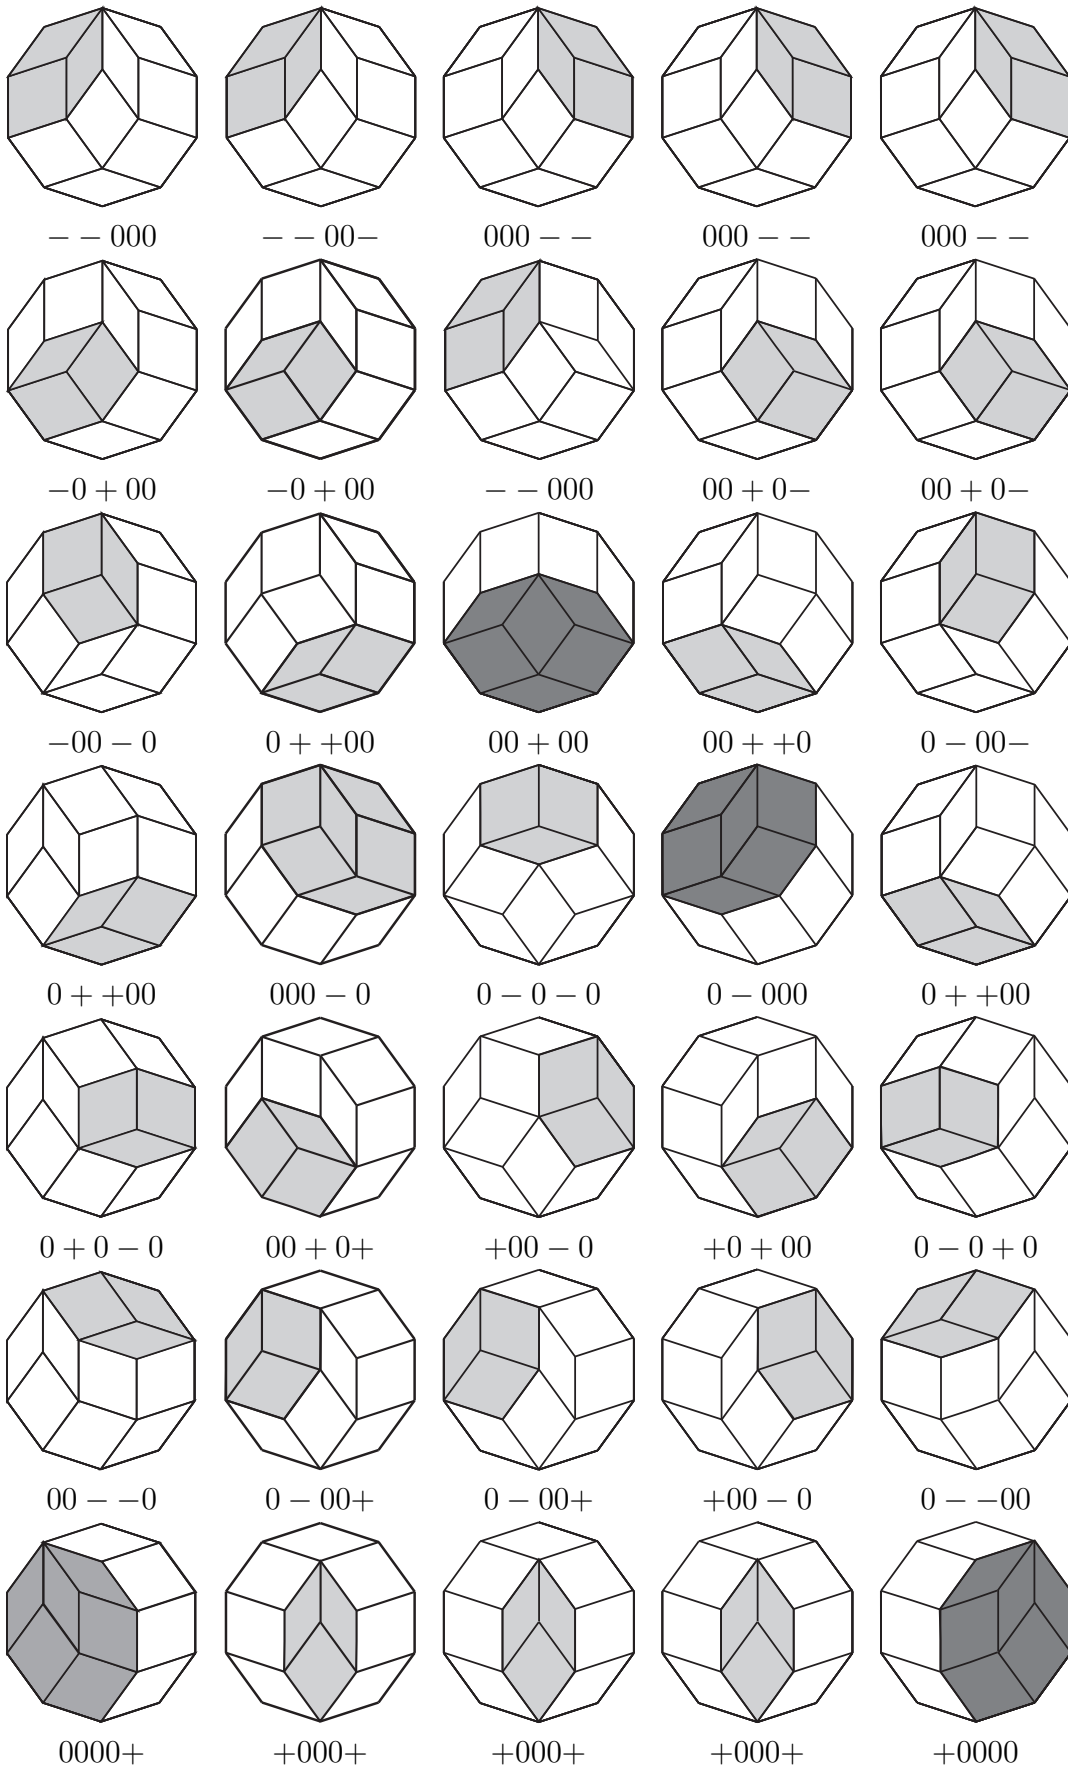 − − 000 − − 00− 000 − − 000 − − 000 − −
−0 + 00 −0 + 00 − − 000 00 + 0− 00 + 0−
−00 − 0 0 + +00 00 + 00 00 + +0 0 − 00−
0 + +00 000 − 0 0 − 0 − 0 0 − 000 0 + +00
0 + 0 − 0 00 + 0+ +00 − 0 +0 + 00 0 − 0 + 0
00 − −0 0 − 00+ 0 − 00+ +00 − 0 0 − −00
0000+ +000+ +000+ +000+ +0000